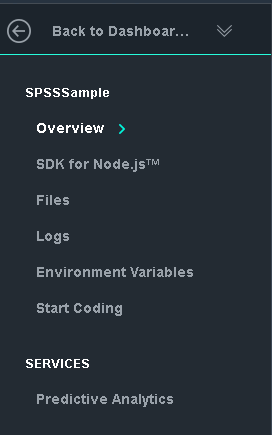 Back to Dashboar...
SPSSSample
Overview
SDK for Node.js™
Files
Logs
Environment Variables
Start Coding
SERVICES
Predictive Analytics